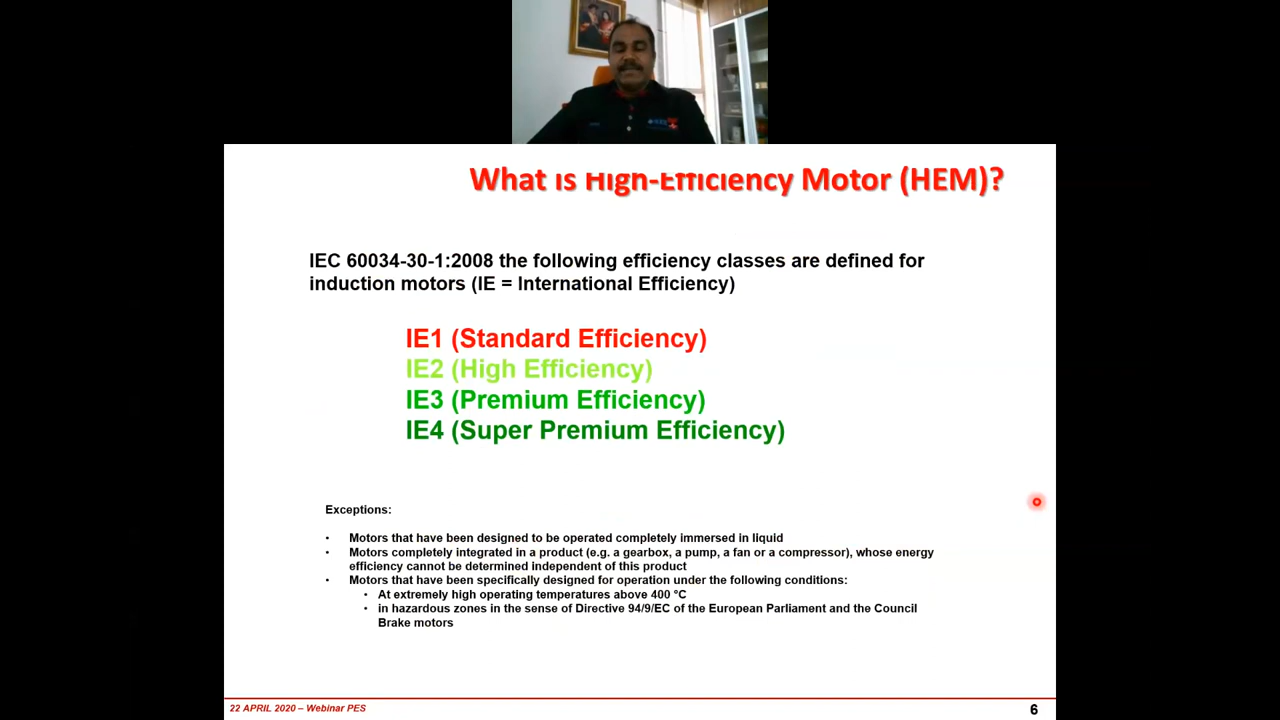 What is High-Efficiency Motor (HEM)?
IEC 60034-30-1:2008 the following efficiency classes are defined for
induction motors (IE = International Efficiency)
IE1 (Standard Efficiency)
IE2 (High Efficiency)
IE3 (Premium Efficiency)
IE4 (Super Premium Efficiency)
Exceptions:
• Motors that have been designed to be operated completely immersed in liquid
• Motors completely integrated in a product (e.g. a gearbox, a pump, a fan or a compressor), whose energy
efficiency cannot be determined independent of this product
• Motors that have been specifically designed for operation under the following conditions:
• At extremely high operating temperatures above 400 °C
• in hazardous zones in the sense of Directive 94/9/EC of the European Parliament and the Council
Brake motors
22 APRIL 2020 – Webinar PES
6